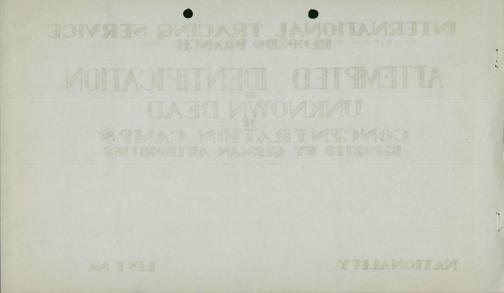 INTERNATIONAL TRACING SERVICE
RECORDS BRANCH
ATTEMPTED IDENTIFICATION
OF
UNKNOWN DEAD
IN
CONCENTRATION CAMPS
REPORTED BY GERMAN AUTHORITIES
NATIONALITY
LIST No.